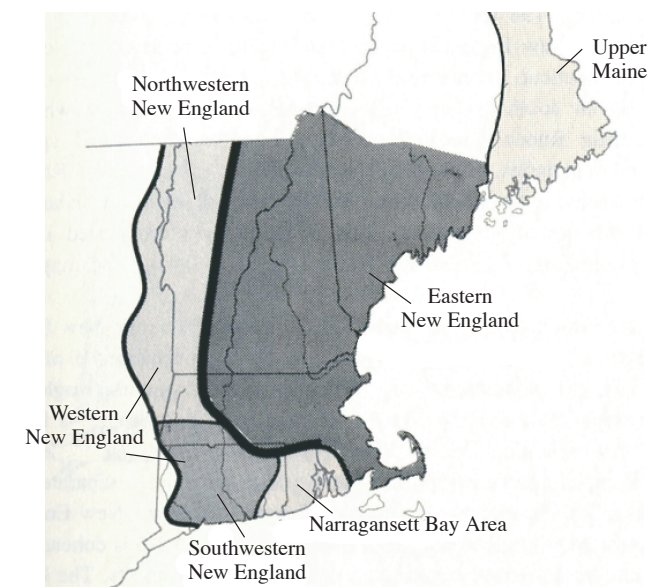 Upper
Maine
Northwestern
New England
Eastern
New England
Western
New England
Narragansett Bay Area
Southwestern
New England